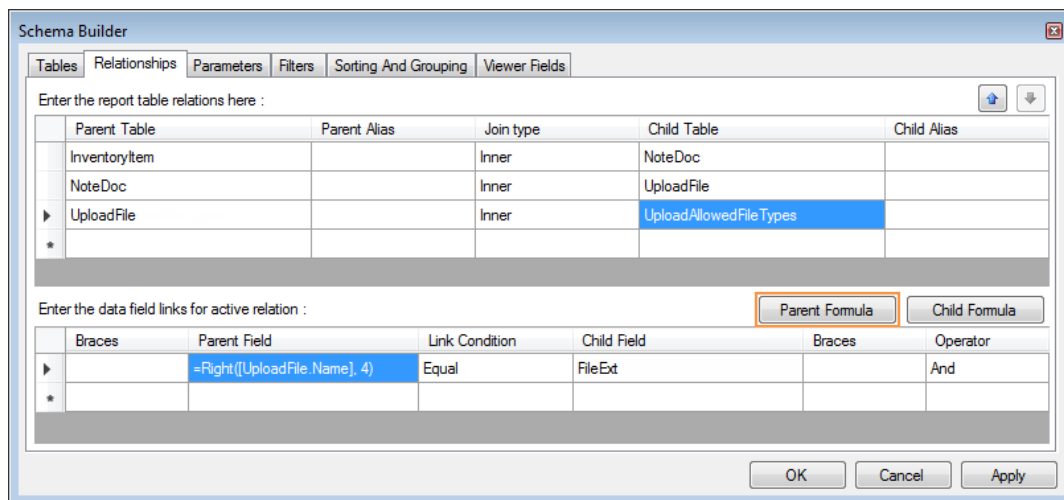 Schema Builder
Tables Relationships Parameters Filters Sorting And Grouping Viewer Fields
Enter the report table relations here :
Parent Table Parent Alias Join type Child Table Child Alias
InventoryItem Inner NoteDoc
NoteDoc Inner UploadFile
UploadFile Inner UploadAllowedFileTypes
*
Enter the data field links for active relation :
Parent Formula Child Formula
Braces Parent Field Link Condition Child Field Braces Operator
=Right([UploadFile.Name], 4) Equal FileExt And
*
OK Cancel Apply